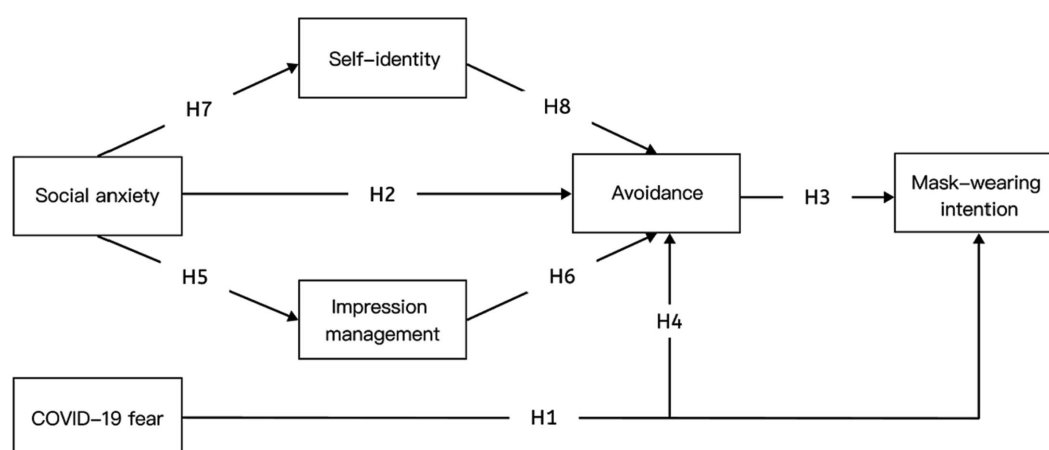 Self–identity
H7
H8
Social anxiety
H2
Avoidance
H3
Mask–wearing
intention
H5
H6
Impression
management
H4
COVID–19 fear
H1